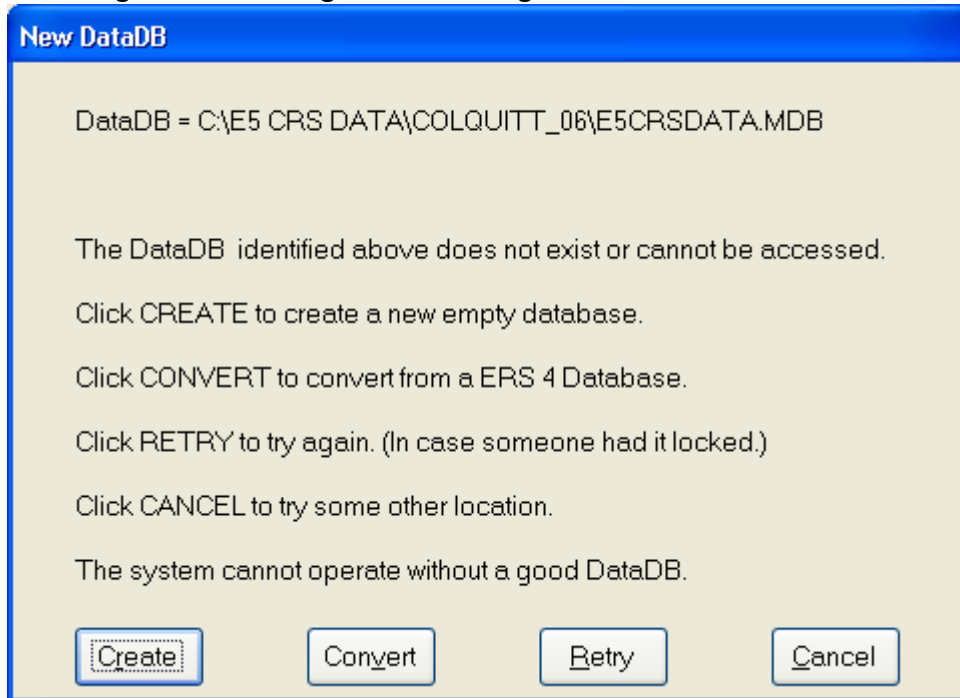 New DataDB
DataDB = C:\E5 CRS DATA\COLQUITT_06\E5CRSDATA.MDB
The DataDB  identified above does not exist or cannot be accessed.
Click CREATE to create a new empty database.
Click CONVERT to convert from a ERS 4 Database.
Click RETRY to try again. (In case someone had it locked.)
Click CANCEL to try some other location.
The system cannot operate without a good DataDB.
Create Convert Retry Cancel